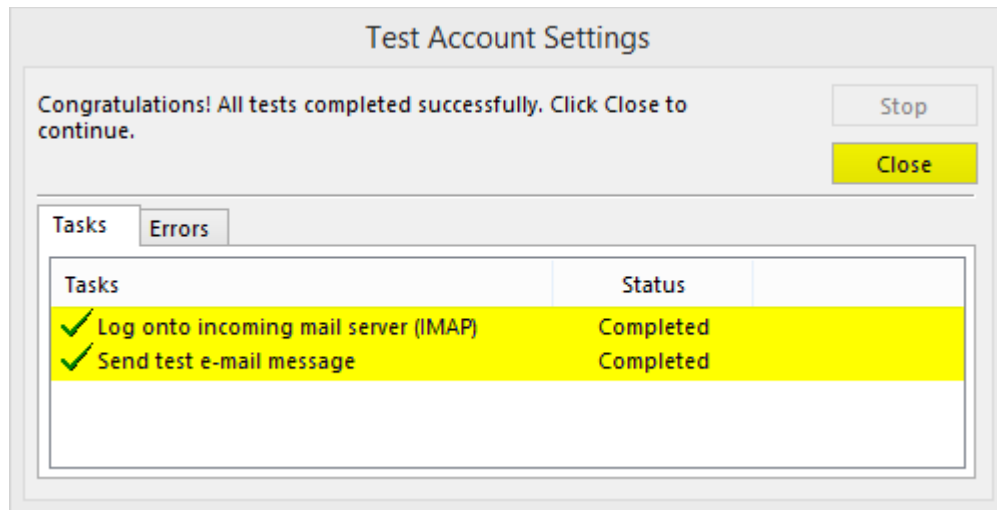 Test Account Settings
Congratulations! All tests completed successfully. Click Close to
continue.
Stop
Close
Tasks Errors
Tasks Status
Log onto incoming mail server (IMAP) Completed
Send test e-mail message Completed